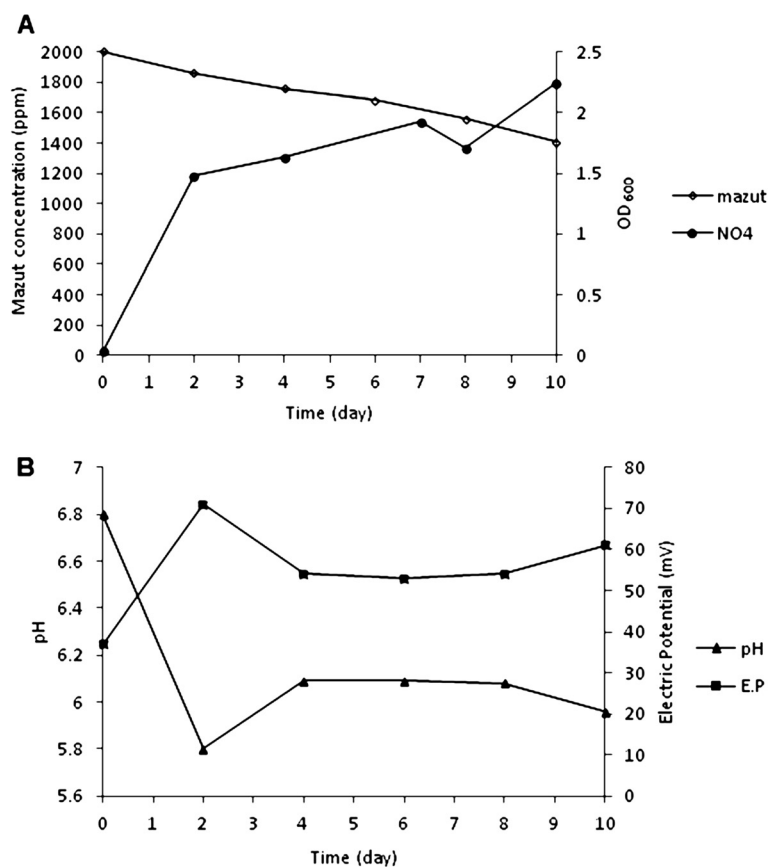 A
2000
1800
1600
1400
1200
1000
800
600
400
200
0
Mazut concentration (ppm)
0 1 2 3 4 5 6 7 8 9 10
Time (day)
2.5
2
1.5
1
0.5
0
OD600
mazut
NO4
B
7
6.8
6.6
6.4
6.2
6
5.8
5.6
pH
0 1 2 3 4 5 6 7 8 9 10
Time (day)
80
70
60
50
40
30
20
10
0
Electric Potential (mV)
pH
E.P